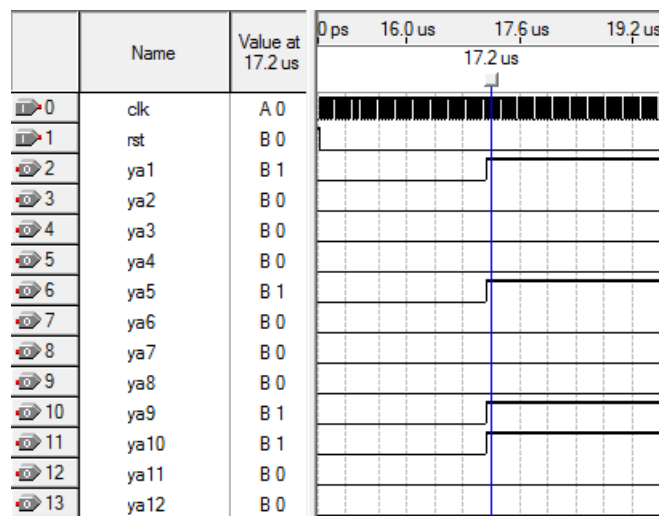 Name Value at 17.2 us 0 ps 16.0 us 17.6 us 19.2 us
17.2 us
0 clk A 0
1 rst B 0
2 ya1 B 1
3 ya2 B 0
4 ya3 B 0
5 ya4 B 0
6 ya5 B 1
7 ya6 B 0
8 ya7 B 0
9 ya8 B 0
10 ya9 B 1
11 ya10 B 1
12 ya11 B 0
13 ya12 B 0